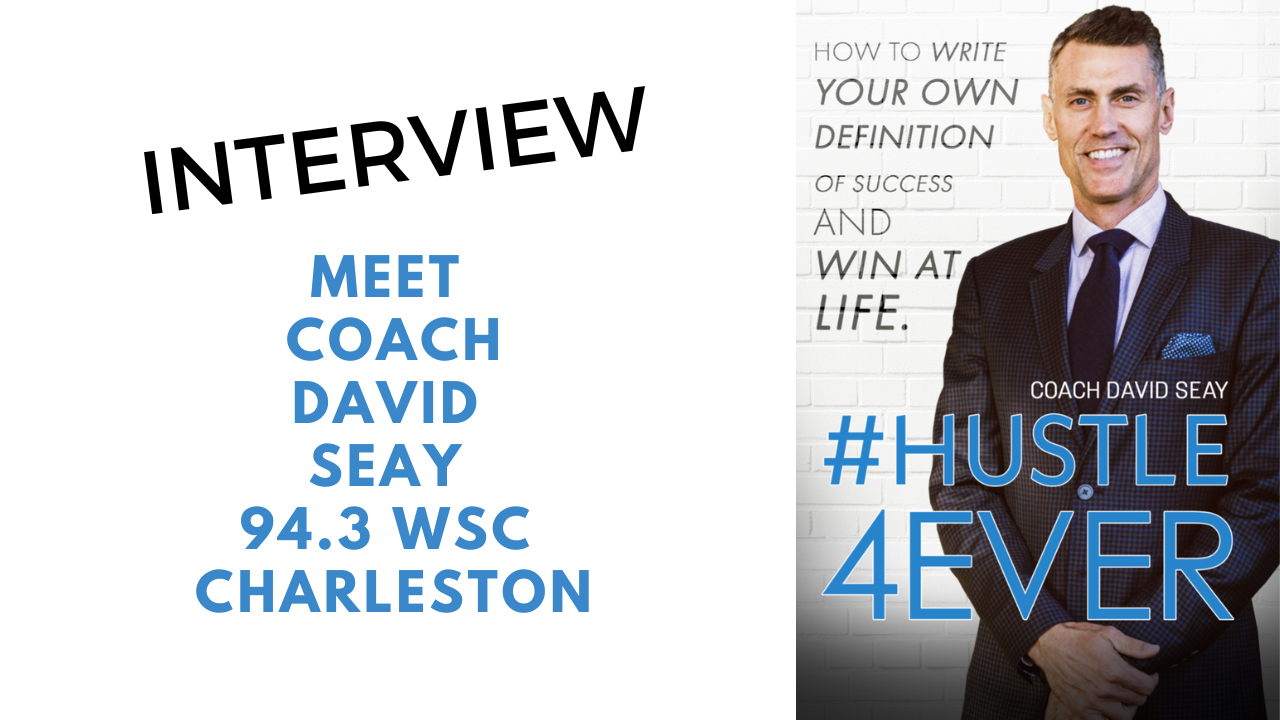 INTERVIEW
MEET
COACH
DAVID
SEAY
94.3 WSC
CHARLESTON
HOW TO WRITE
YOUR OWN
DEFINITION
OF SUCCESS
AND
WIN AT
LIFE.
COACH DAVID SEAY
#HUSTLE
4EVER